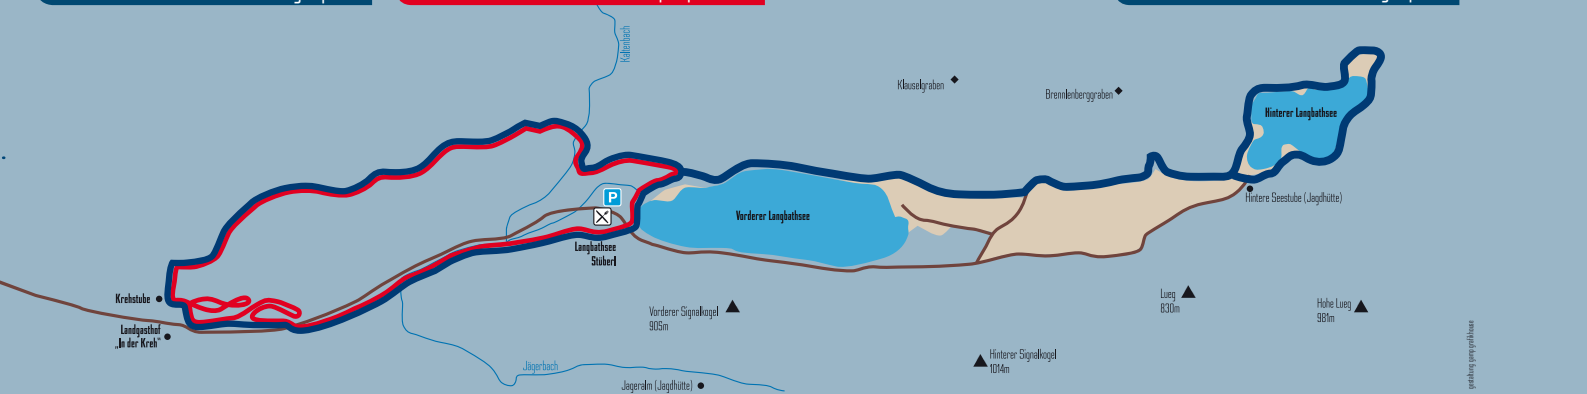 Kaltenbach
Klauselgraben
Brennlenberggraben
Hinterer Langbathsee
P
Hintere Seestube (Jagdhütte)
Vorderer Langbathsee
Langbathsee
Stüberl
Krehstube
Landgasthof
„In der Kreh“
Vorderer Signalkogel
905m
Lueg
830m
Hohe Lueg
981m
Hinterer Signalkogel
1014m
Jägerbach
Jageralm (Jagdhütte)